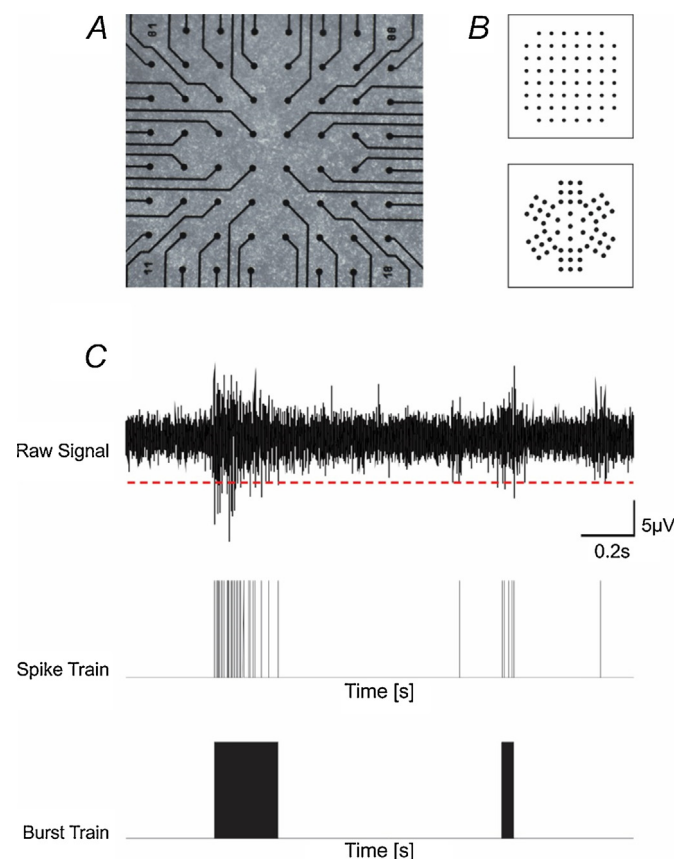 A
B
81
88
11
18
C
Raw Signal
5µV
0.2s
Spike Train
Time [s]
Burst Train
Time [s]